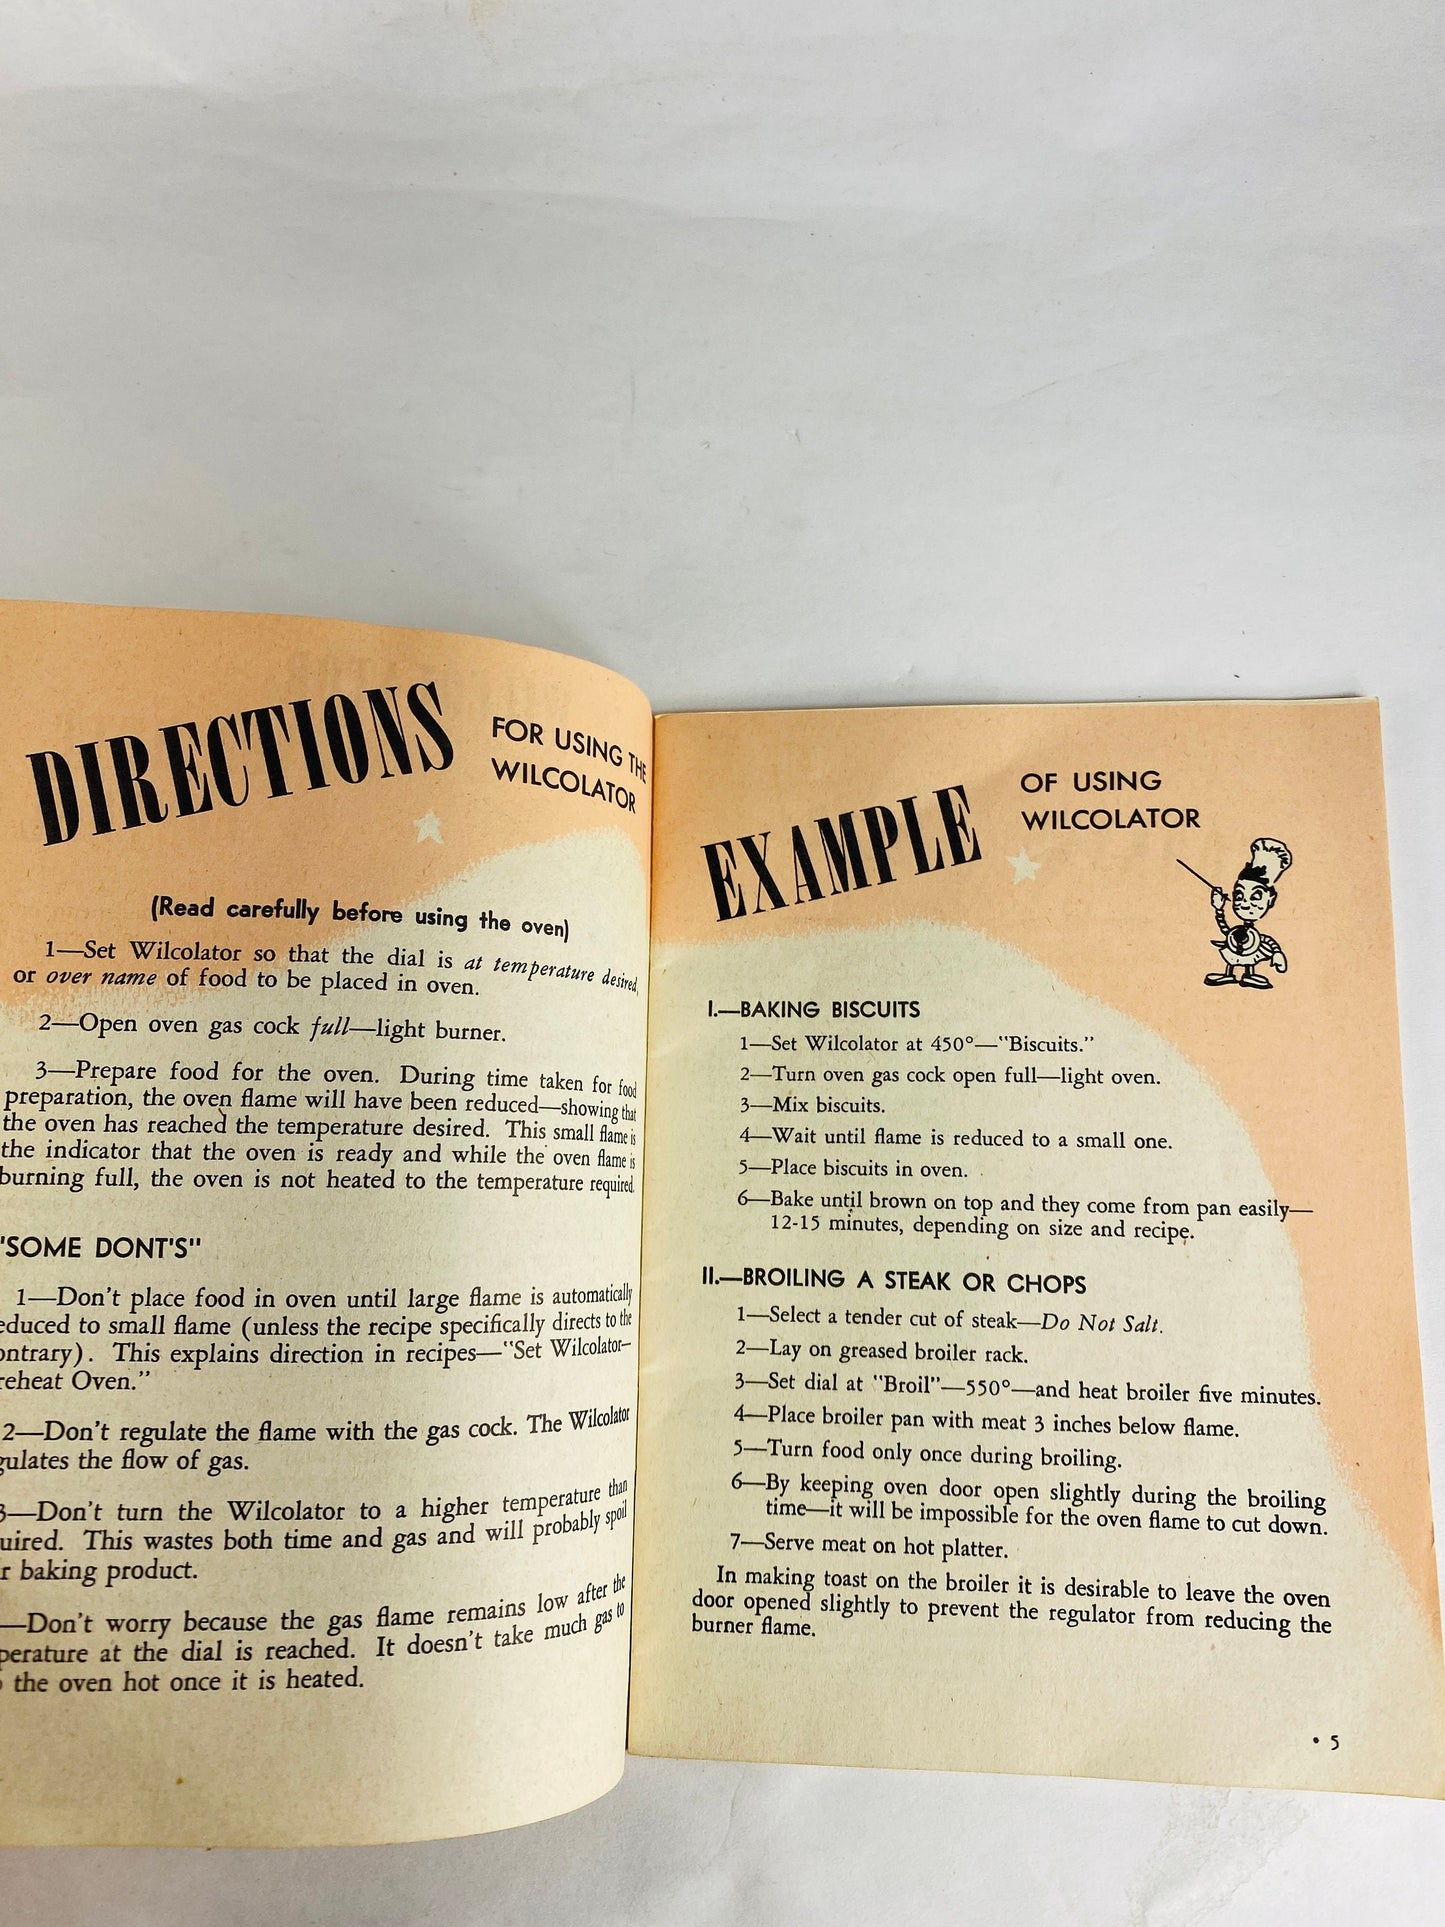 DIRECTIONS
FOR USING THE
WILCOLATOR
(Read carefully before using the oven)
1—Set Wilcolator so that the dial is at temperature desired,
or over name of food to be placed in oven.
2—Open oven gas cock full—light burner.
3—Prepare food for the oven. During time taken for food
preparation, the oven flame will have been reduced—showing that
the oven has reached the temperature desired. This small flame is
the indicator that the oven is ready and while the oven flame is
burning full, the oven is not heated to the temperature required.
"SOME DONT'S"
1—Don't place food in oven until large flame is automatically
educed to small flame (unless the recipe specifically directs to the
ontrary). This explains direction in recipes—"Set Wilcolator—
reheat Oven."
2—Don't regulate the flame with the gas cock. The Wilcolator
gulates the flow of gas.
3—Don't turn the Wilcolator to a higher temperature than
uired. This wastes both time and gas and will probably spoil
r baking product.
—Don't worry because the gas flame remains low after the
perature at the dial is reached. It doesn't take much gas to
the oven hot once it is heated.
EXAMPLE
OF USING
WILCOLATOR
I.—BAKING BISCUITS
1—Set Wilcolator at 450°—"Biscuits."
2—Turn oven gas cock open full—light oven.
3—Mix biscuits.
4—Wait until flame is reduced to a small one.
5—Place biscuits in oven.
6—Bake until brown on top and they come from pan easily—
12-15 minutes, depending on size and recipe.
II.—BROILING A STEAK OR CHOPS
1—Select a tender cut of steak—Do Not Salt.
2—Lay on greased broiler rack.
3—Set dial at "Broil"—550°—and heat broiler five minutes.
4—Place broiler pan with meat 3 inches below flame.
5—Turn food only once during broiling.
6—By keeping oven door open slightly during the broiling
time—it will be impossible for the oven flame to cut down.
7—Serve meat on hot platter.
In making toast on the broiler it is desirable to leave the oven
door opened slightly to prevent the regulator from reducing the
burner flame.
• 5